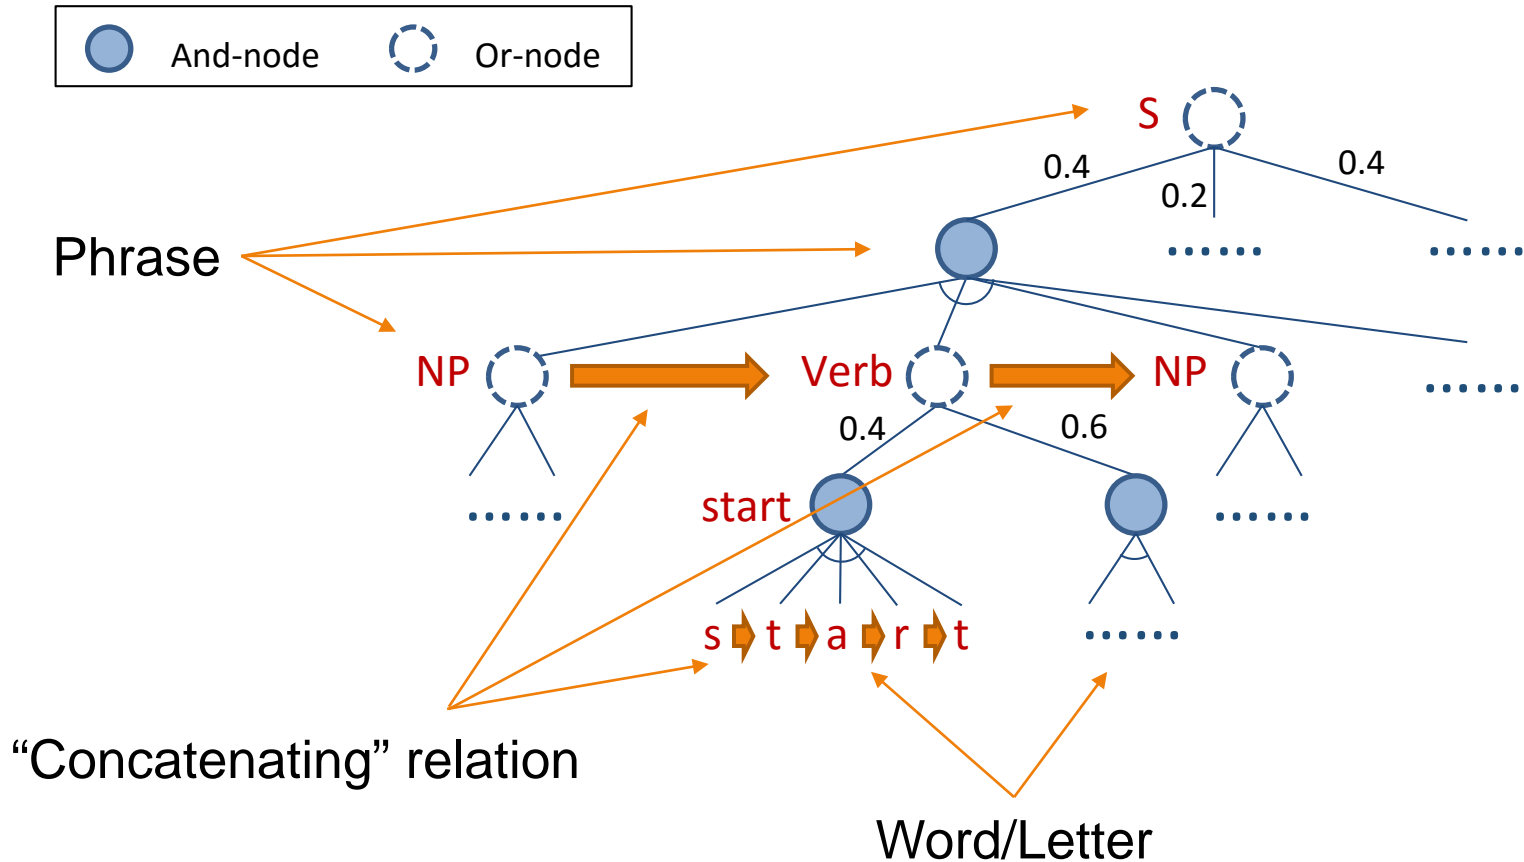 And-node Or-node
S
0.4 0.2 0.4
Phrase
......  ......
NP Verb NP
......
0.4 0.6
start
...... ......
s t a r t
......
“Concatenating” relation
Word/Letter